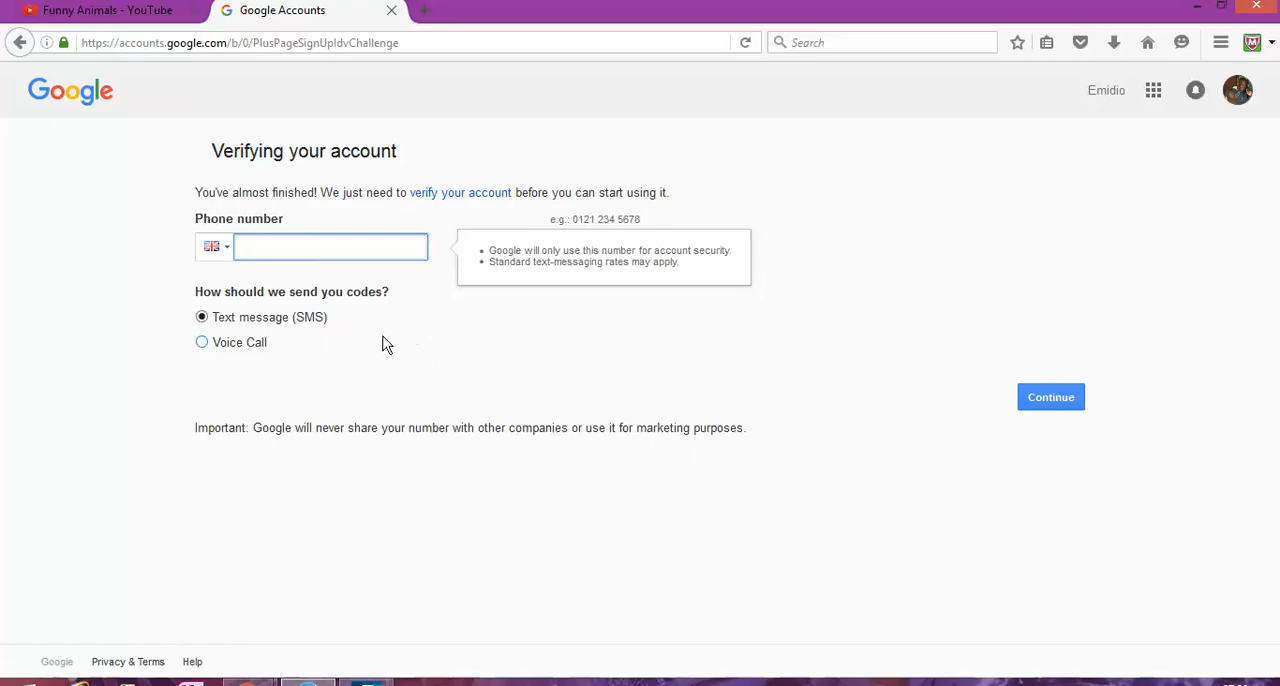 Funny Animals - YouTube
Google Accounts
https://accounts.google.com/b/0/PlusPageSignUpIdvChallenge
Search
Google
Emidio
Verifying your account
You've almost finished! We just need to verify your account before you can start using it.
Phone number
e.g.: 0121 234 5678
Google will only use this number for account security.
Standard text-messaging rates may apply.
How should we send you codes?
Text message (SMS)
Voice Call
Continue
Important: Google will never share your number with other companies or use it for marketing purposes.
Google Privacy & Terms Help